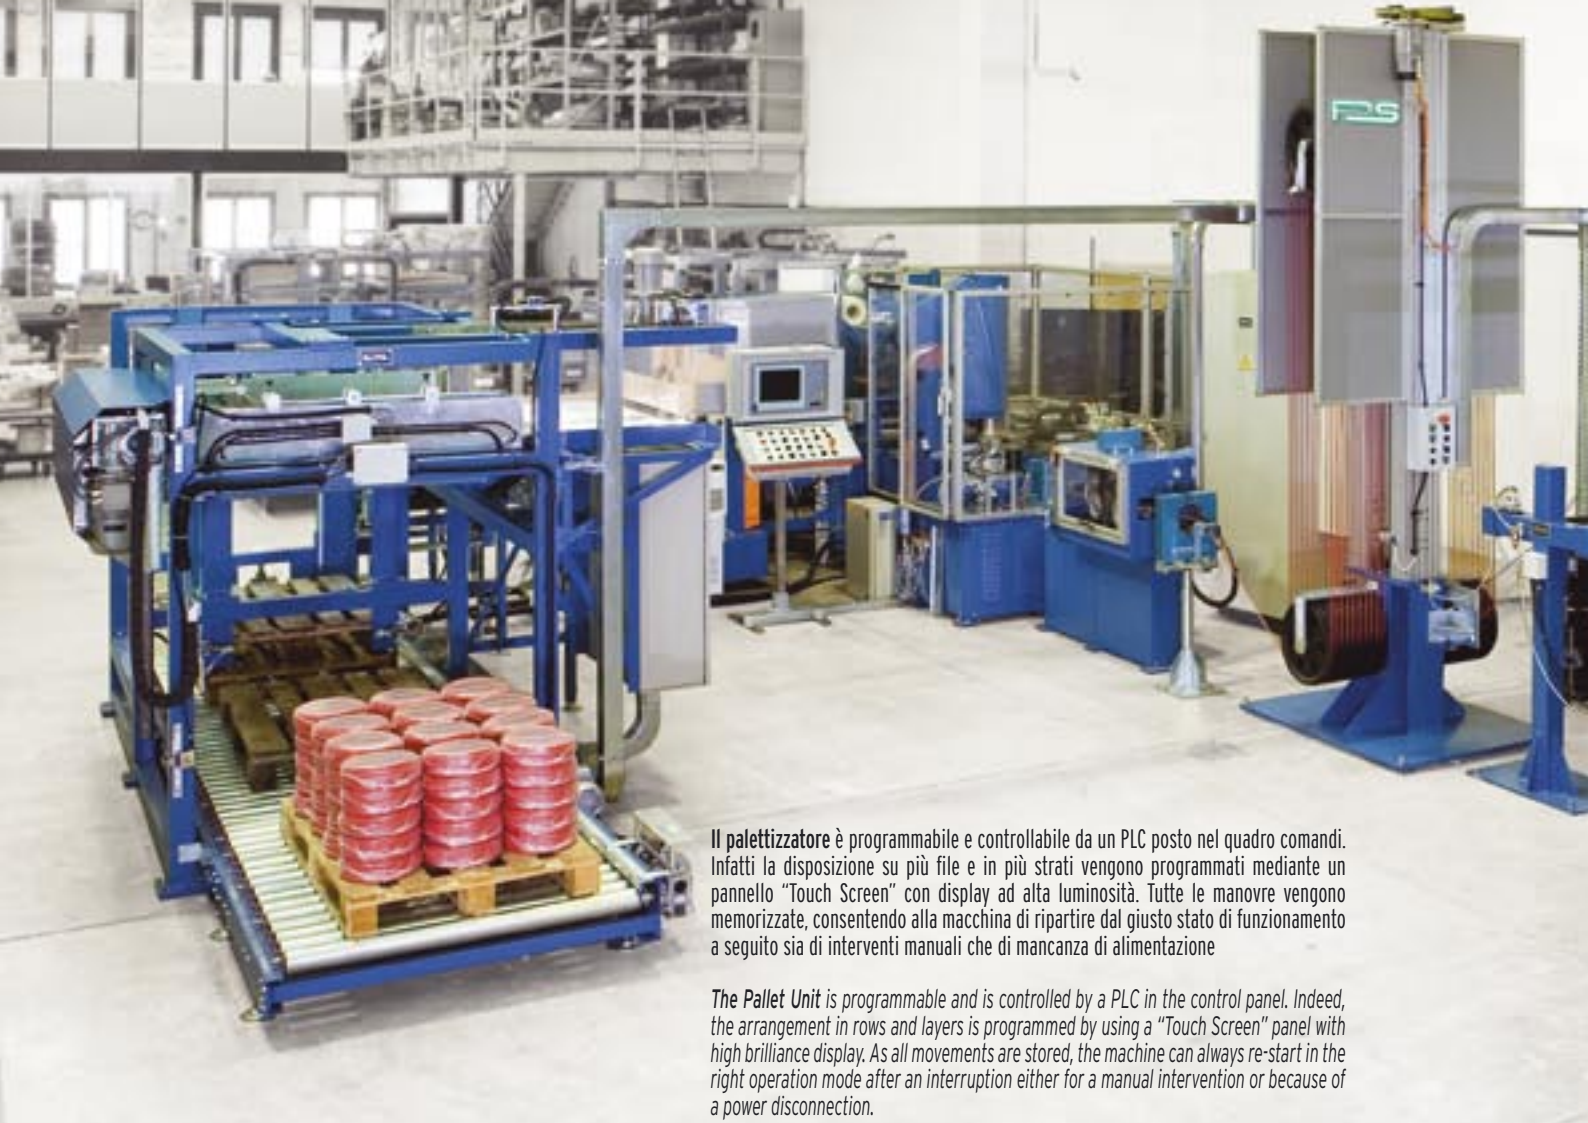 PS
Il palettizzatore è programmabile e controllabile da un PLC posto nel quadro comandi.
Infatti la disposizione su più file e in più strati vengono programmati mediante un
pannello “Touch Screen” con display ad alta luminosità. Tutte le manovre vengono
memorizzate, consentendo alla macchina di ripartire dal giusto stato di funzionamento
a seguito sia di interventi manuali che di mancanza di alimentazione
The Pallet Unit is programmable and is controlled by a PLC in the control panel. Indeed,
the arrangement in rows and layers is programmed by using a “Touch Screen” panel with
high brilliance display. As all movements are stored, the machine can always re-start in the
right operation mode after an interruption either for a manual intervention or because of
a power disconnection.